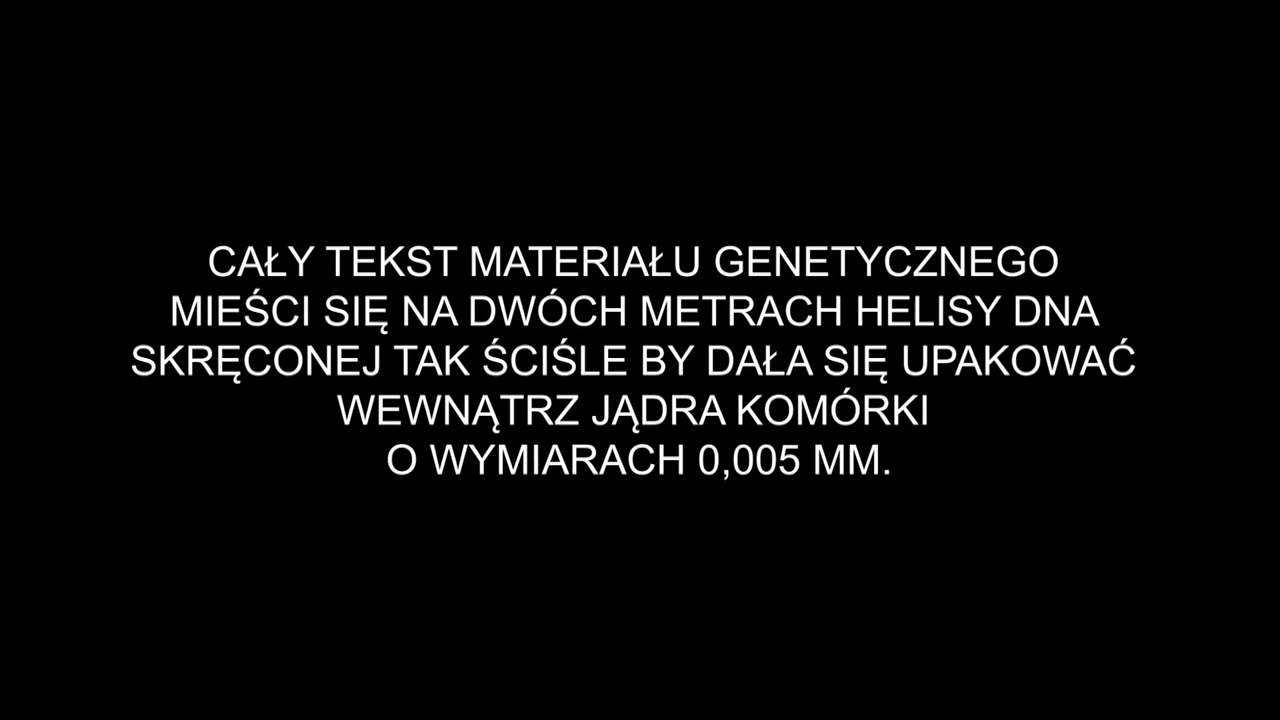 CAŁY TEKST MATERIAŁU GENETYCZNEGO
MIEŚCI SIĘ NA DWÓCH METRACH HELISY DNA
SKRĘCONEJ TAK ŚCIŚLE BY DAŁA SIĘ UPAKOWAĆ
WEWNĄTRZ JĄDRA KOMÓRKI
O WYMIARACH 0,005 MM.